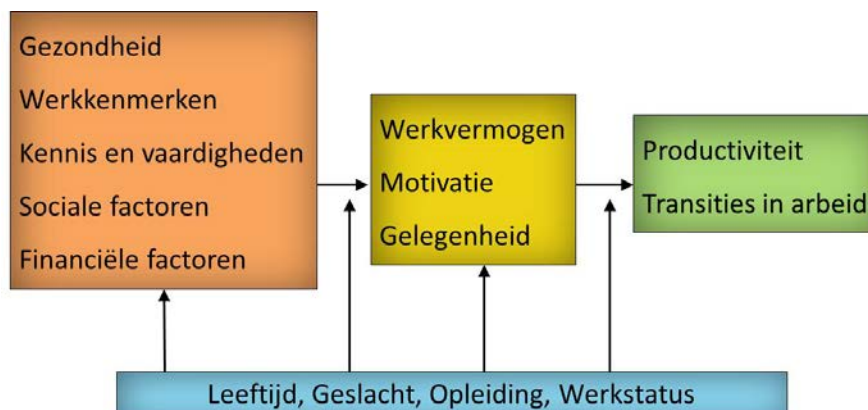 Gezondheid
Werkkenmerken
Kennis en vaardigheden
Sociale factoren
Financiële factoren
Werkvermogen
Motivatie
Gelegenheid
Productiviteit
Transities in arbeid
Leeftijd, Geslacht, Opleiding, Werkstatus